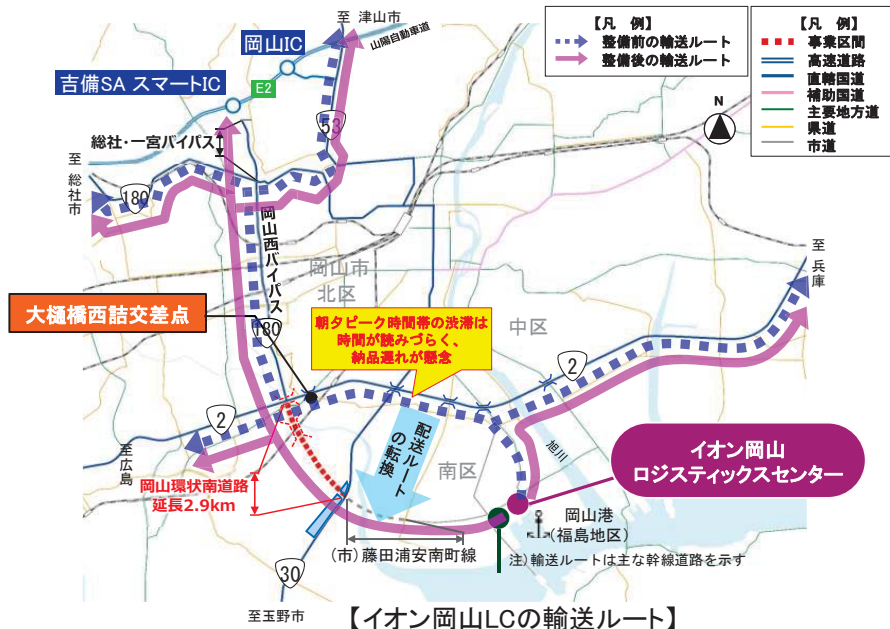 至 津山市
山陽自動車道
岡山IC
吉備SA スマートIC
E2
【凡 例】
整備前の輸送ルート
整備後の輸送ルート
【凡 例】
事業区間
高速道路
直轄国道
補助国道
主要地方道
県道
市道
N
53
総社・一宮バイパス
至 総社市
180
岡山西バイパス
岡山市
北区
至 兵庫
大樋橋西詰交差点
180
朝夕ピーク時間帯の渋滞は
時間が読みづらく、
納品遅れが懸念
中区
2
2
至広島
配送ルート
の転換
南区
旭川
イオン岡山
ロジスティックスセンター
岡山環状南道路
延長2.9km
岡山港
(福島地区)
(市)藤田浦安南町線
注)輸送ルートは主な幹線道路を示す
30
至玉野市
【イオン岡山LCの輸送ルート】